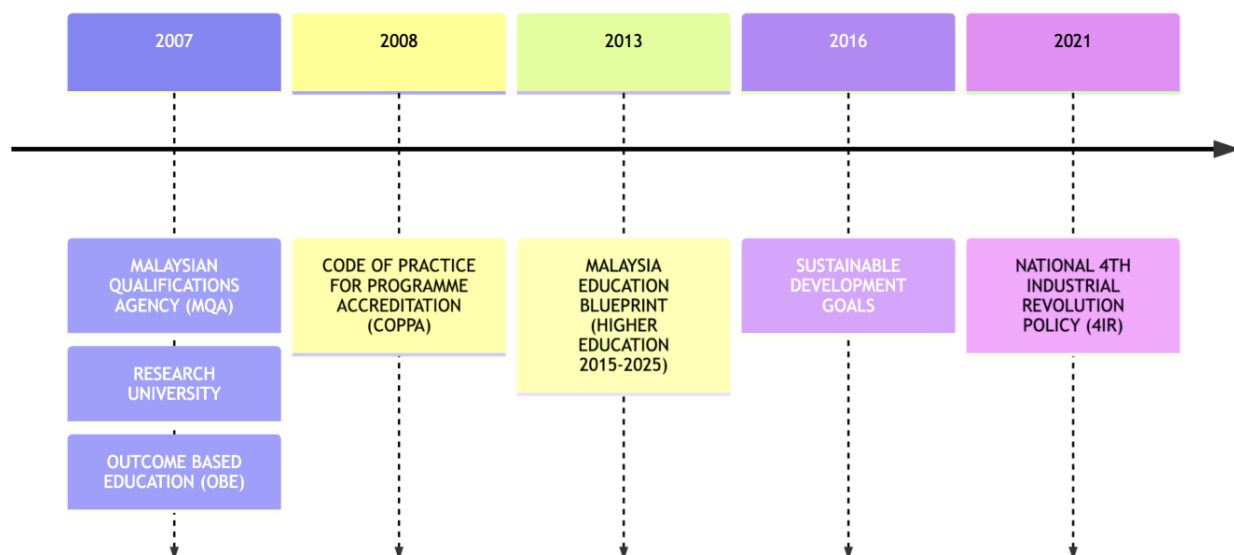 2007
2008
2013
2016
2021
MALAYSIAN
QUALIFICATIONS
AGENCY (MQA)
RESEARCH
UNIVERSITY
OUTCOME BASED
EDUCATION (OBE)
CODE OF PRACTICE
FOR PROGRAMME
ACCREDITATION
(COPPA)
MALAYSIA
EDUCATION
BLUEPRINT
(HIGHER
EDUCATION
2015-2025)
SUSTAINABLE
DEVELOPMENT
GOALS
NATIONAL 4TH
INDUSTRIAL
REVOLUTION
POLICY (4IR)